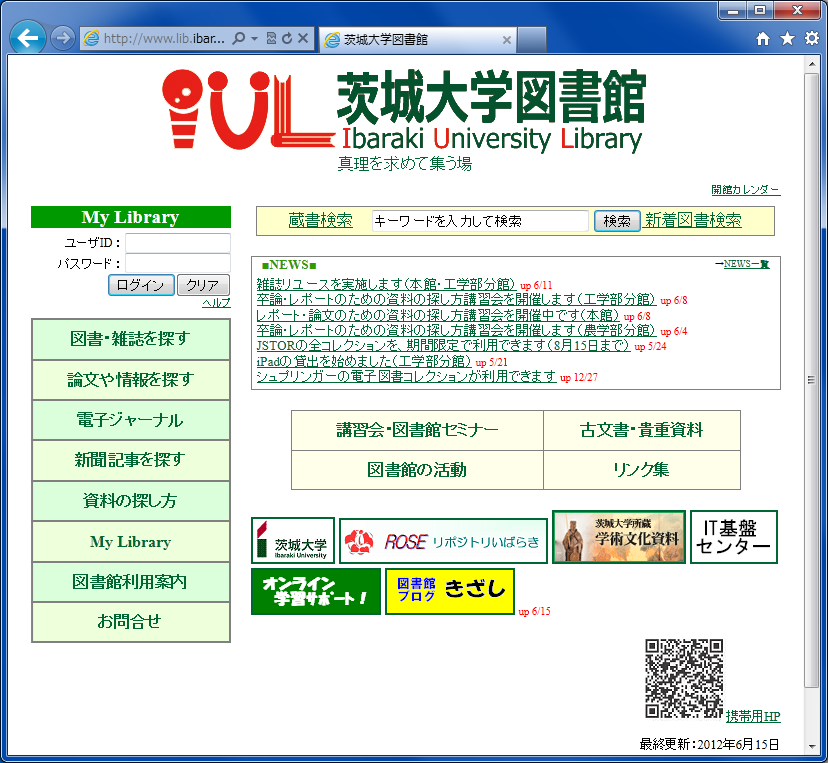 http://www.lib.ibar...
茨城大学図書館
iUL
茨城大学図書館
Ibaraki University Library
真理を求めて集う場
開館カレンダー
My Library
ユーザID：
パスワード：
ログイン クリア
ヘルプ
図書・雑誌を探す
論文や情報を探す
電子ジャーナル
新聞記事を探す
資料の探し方
My Library
図書館利用案内
お問合せ
蔵書検索 キーワードを入力して検索 検索 新着図書検索
■NEWS■ →NEWS一覧
雑誌リユースを実施します（本館・工学部分館） up 6/11
卒論・レポートのための資料の探し方講習会を開催します（工学部分館） up 6/8
レポート・論文のための資料の探し方講習会を開催中です（本館） up 6/8
卒論・レポートのための資料の探し方講習会を開催します（農学部分館） up 6/4
JSTORの全コレクションを、期間限定で利用できます（8月15日まで） up 5/24
iPadの貸出を始めました（工学部分館） up 5/21
シュプリンガーの電子図書コレクションが利用できます up 12/27
講習会・図書館セミナー 古文書・貴重資料
図書館の活動 リンク集
茨城大学
Ibaraki University
ROSE リポジトリいばらき
茨城大学所蔵
学術文化資料
IT基盤
センター
オンライン
学習サポート！
図書館
ブログ
きざし
up 6/15
携帯用HP
最終更新：2012年6月15日